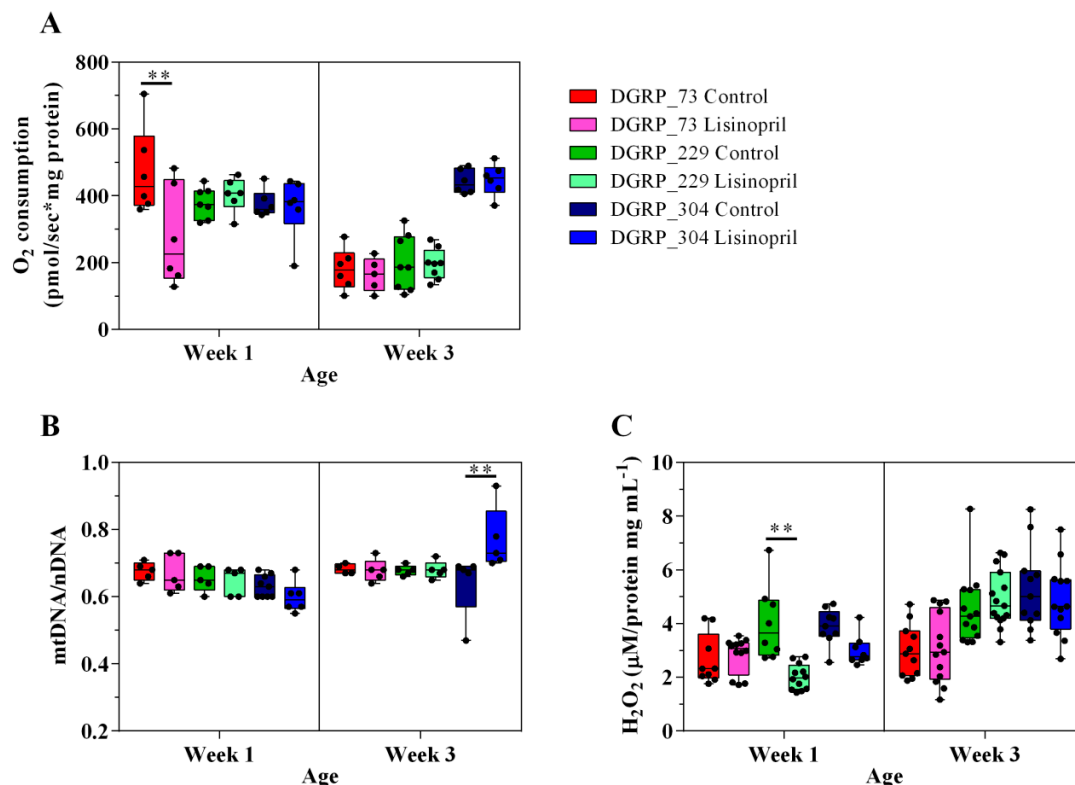 A
O₂ consumption
(pmol/sec*mg protein)
800
600
400
200
0
**
Week 1
Week 3
Age
DGRP_73 Control
DGRP_73 Lisinopril
DGRP_229 Control
DGRP_229 Lisinopril
DGRP_304 Control
DGRP_304 Lisinopril
B
mtDNA/nDNA
1.0
0.8
0.6
0.4
0.2
**
Week 1
Week 3
Age
C
H₂O₂ (μM/protein mg mL⁻¹)
10
8
6
4
2
0
**
Week 1
Week 3
Age